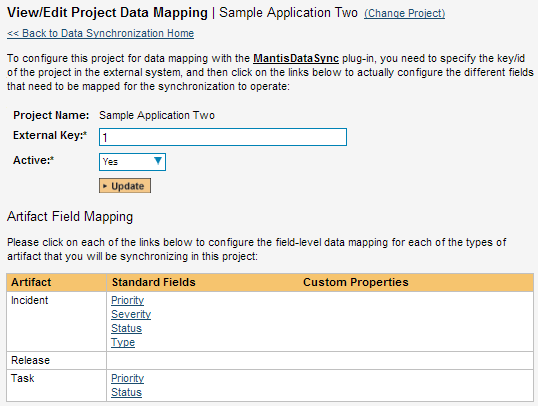 View/Edit Project Data Mapping | Sample Application Two (Change Project)
<< Back to Data Synchronization Home
To configure this project for data mapping with the MantisDataSync plug-in, you need to specify the key/id
of the project in the external system, and then click on the links below to actually configure the different fields
that need to be mapped for the synchronization to operate:
Project Name: Sample Application Two
External Key:* 1
Active:* Yes
Update
Artifact Field Mapping
Please click on each of the links below to configure the field-level data mapping for each of the types of
artifact that you will be synchronizing in this project:
Artifact Standard Fields Custom Properties
Incident Priority
Severity
Status
Type
Release
Task Priority
Status